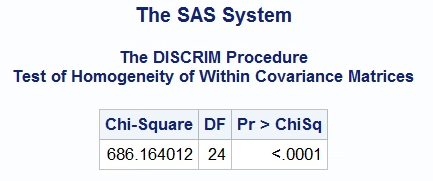 The SAS System
The DISCRIM Procedure
Test of Homogeneity of Within Covariance Matrices
Chi-Square DF Pr > ChiSq
686.164012 24 <.0001